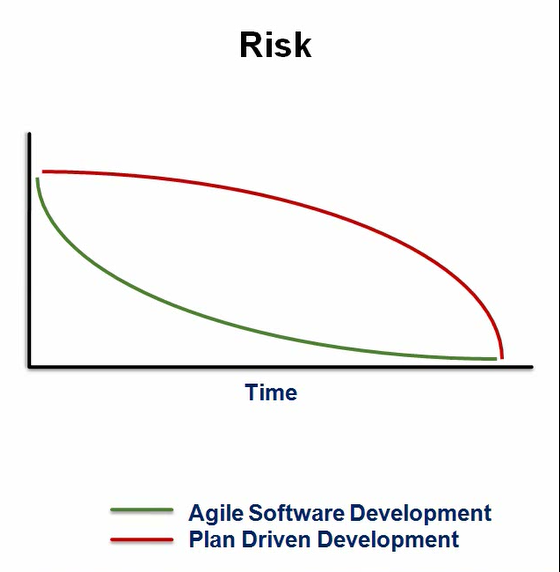 Risk
Time
Agile Software Development
Plan Driven Development